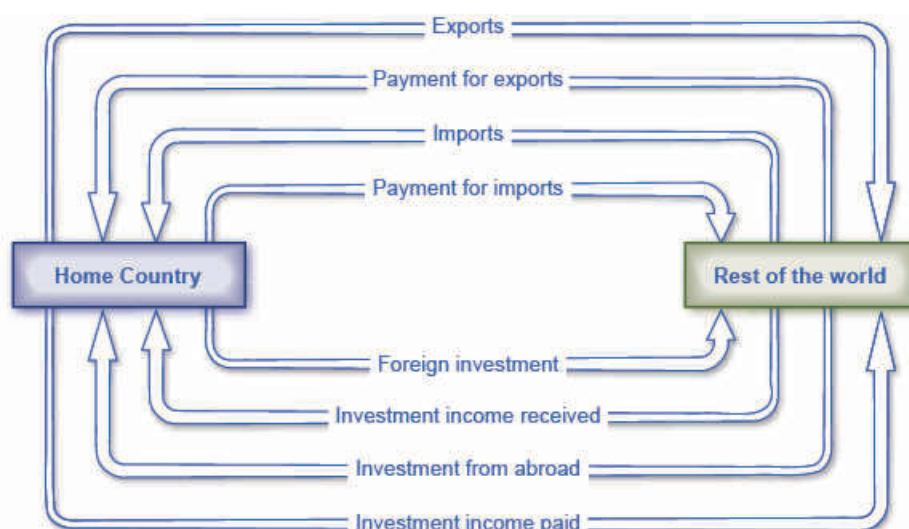 Exports
Payment for exports
Imports
Payment for imports
Home Country
Rest of the world
Foreign investment
Investment income received
Investment from abroad
Investment income paid